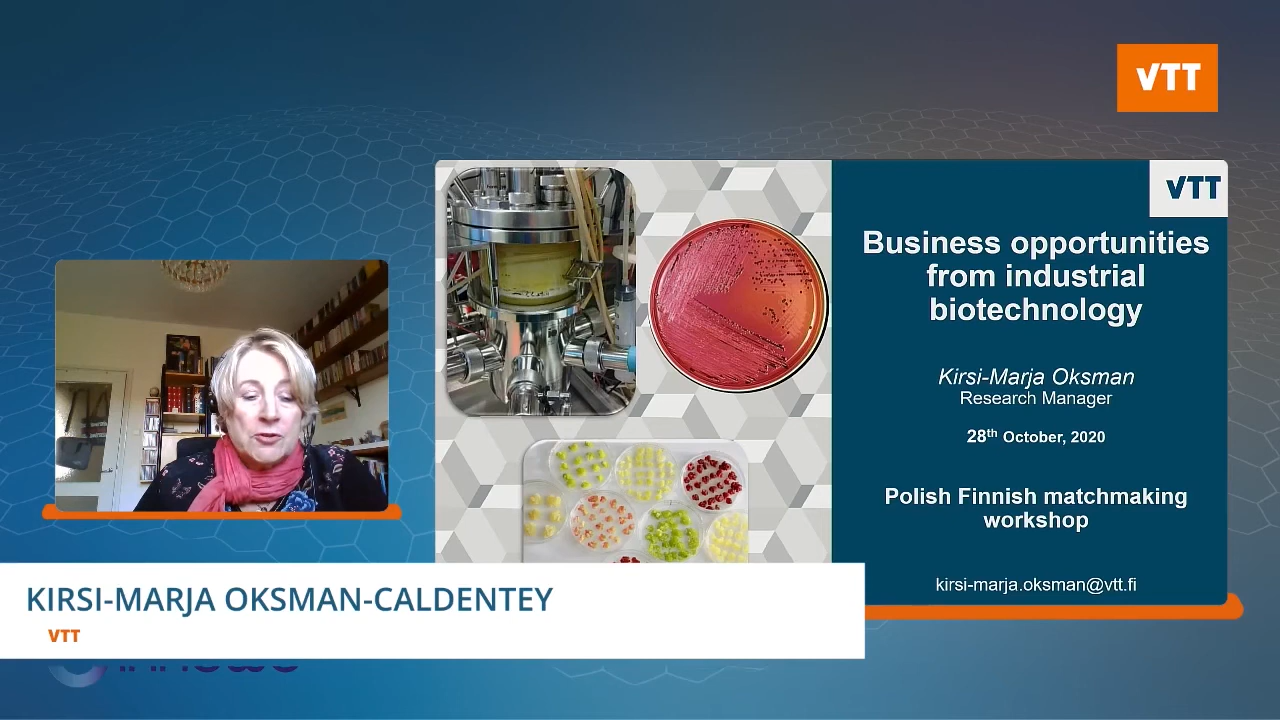 VTT
VTT
Business opportunities
from industrial
biotechnology
Kirsi-Marja Oksman
Research Manager
28th October, 2020
Polish Finnish matchmaking
workshop
kirsi-marja.oksman@vtt.fi
KIRSI-MARJA OKSMAN-CALDENTEY
VTT